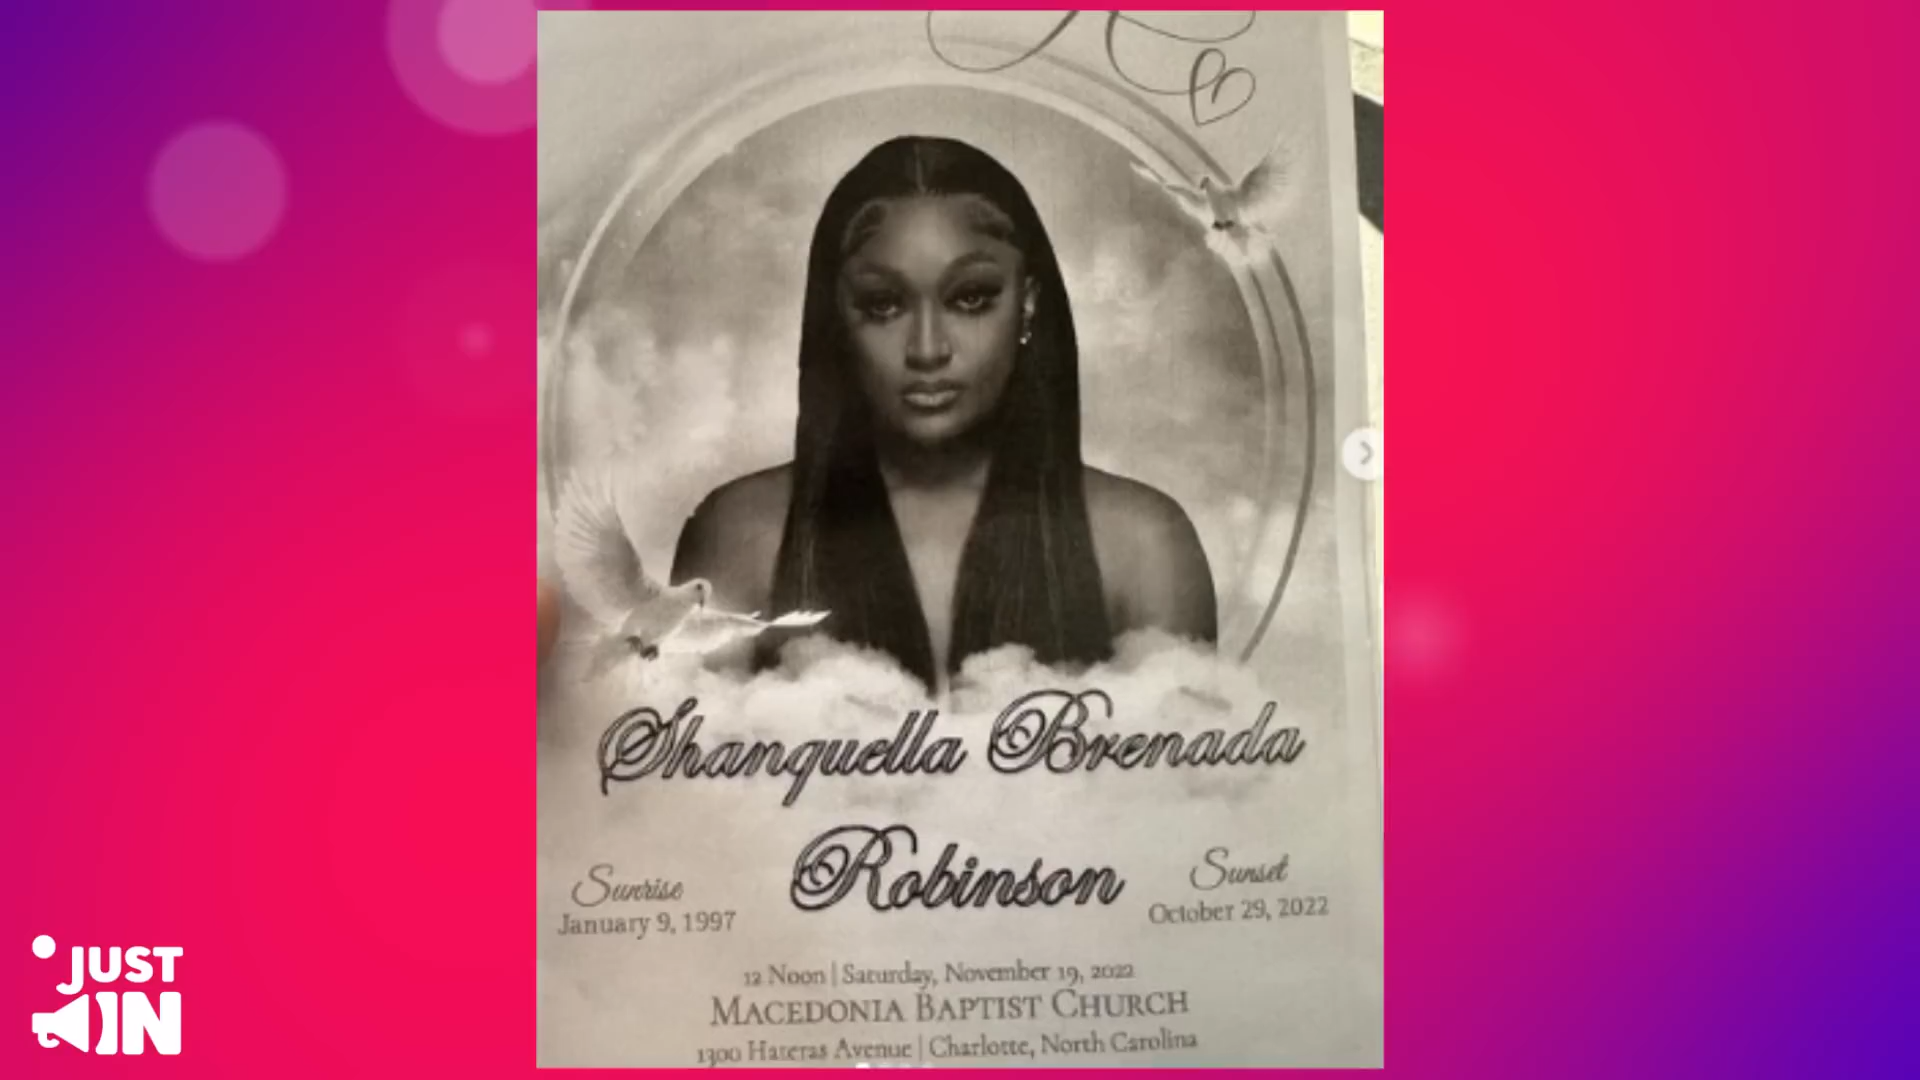 Shanquella Brenada
Robinson
Sunrise
January 9, 1997
Sunset
October 29, 2022
12 Noon | Saturday, November 19, 2022
MACEDONIA BAPTIST CHURCH
1300 Hateras Avenue | Charlotte, North Carolina
JUST
IN